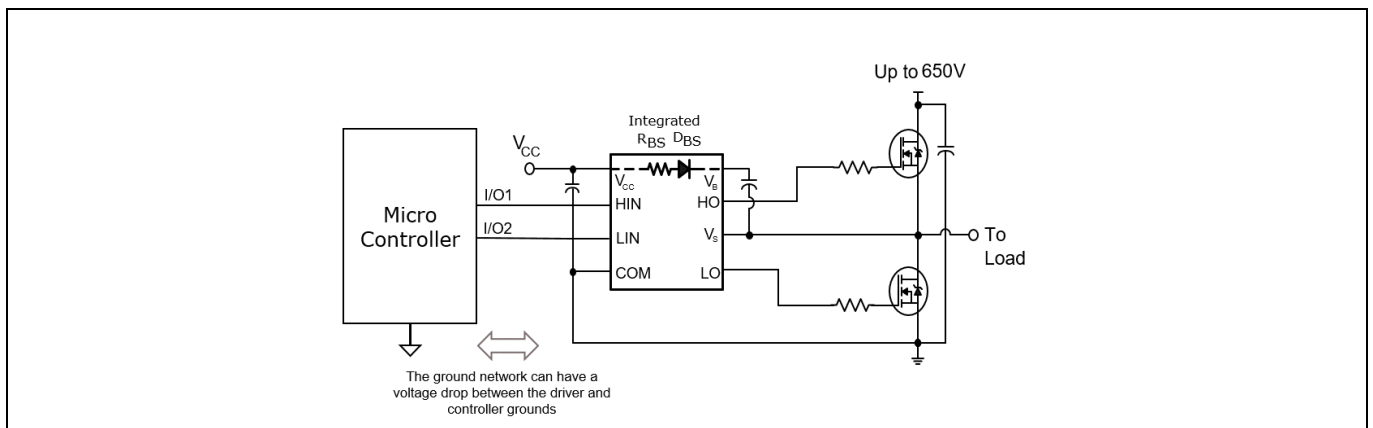 Up to 650V
Integrated
RBS DBS
VCC
VCC
VB
I/O1
HIN
HO
Micro
Controller
I/O2
LIN
VS
To
Load
COM
LO
The ground network can have a
voltage drop between the driver and
controller grounds